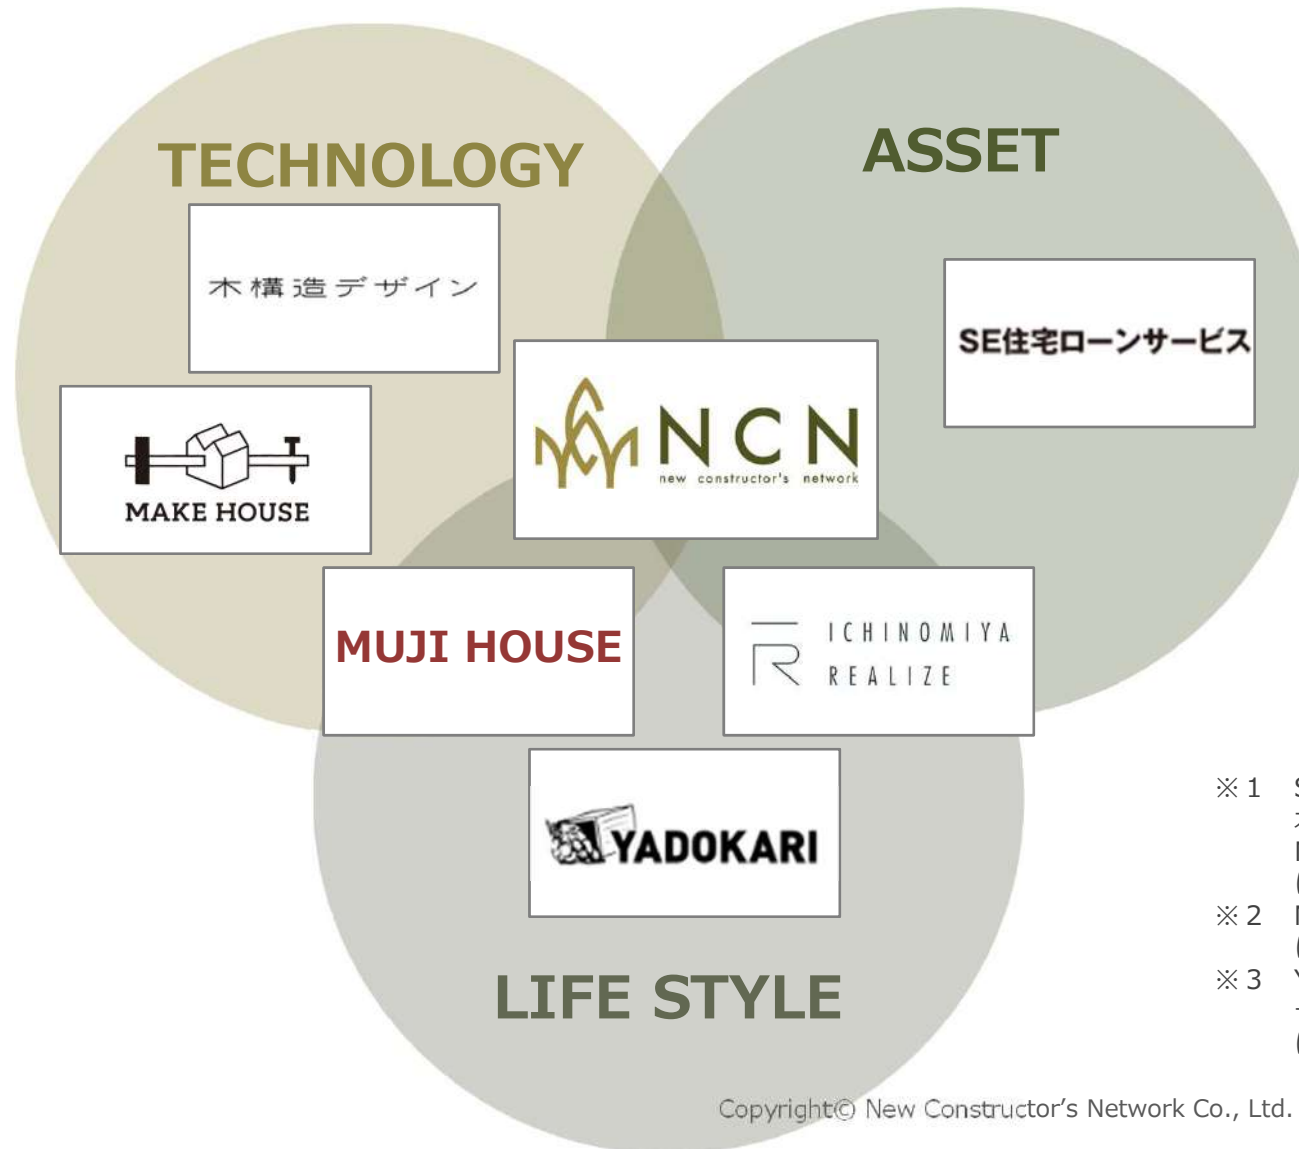 TECHNOLOGY
ASSET
木構造デザイン
SE住宅ローンサービス
NCN
new constructor's network
MAKE HOUSE
MUJI HOUSE
ICHINOMIYA
REALIZE
YADOKARI
LIFE STYLE
※1
※2
※3
Copyright© New Constructor’s Network Co., Ltd.